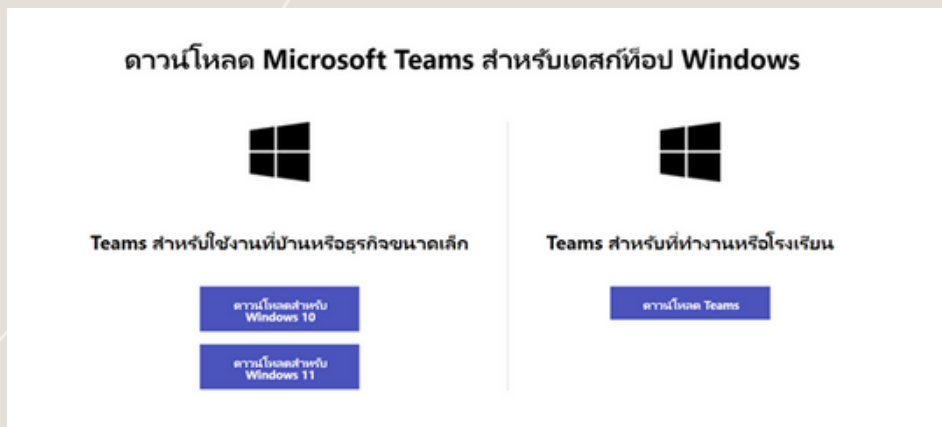 ดาวน์โหลด Microsoft Teams สำหรับเดสก์ท็อป Windows
Teams สำหรับใช้งานที่บ้านหรือธุรกิจขนาดเล็ก
ดาวน์โหลดสำหรับ
Windows 10
ดาวน์โหลดสำหรับ
Windows 11
Teams สำหรับที่ทำงานหรือโรงเรียน
ดาวน์โหลด Teams